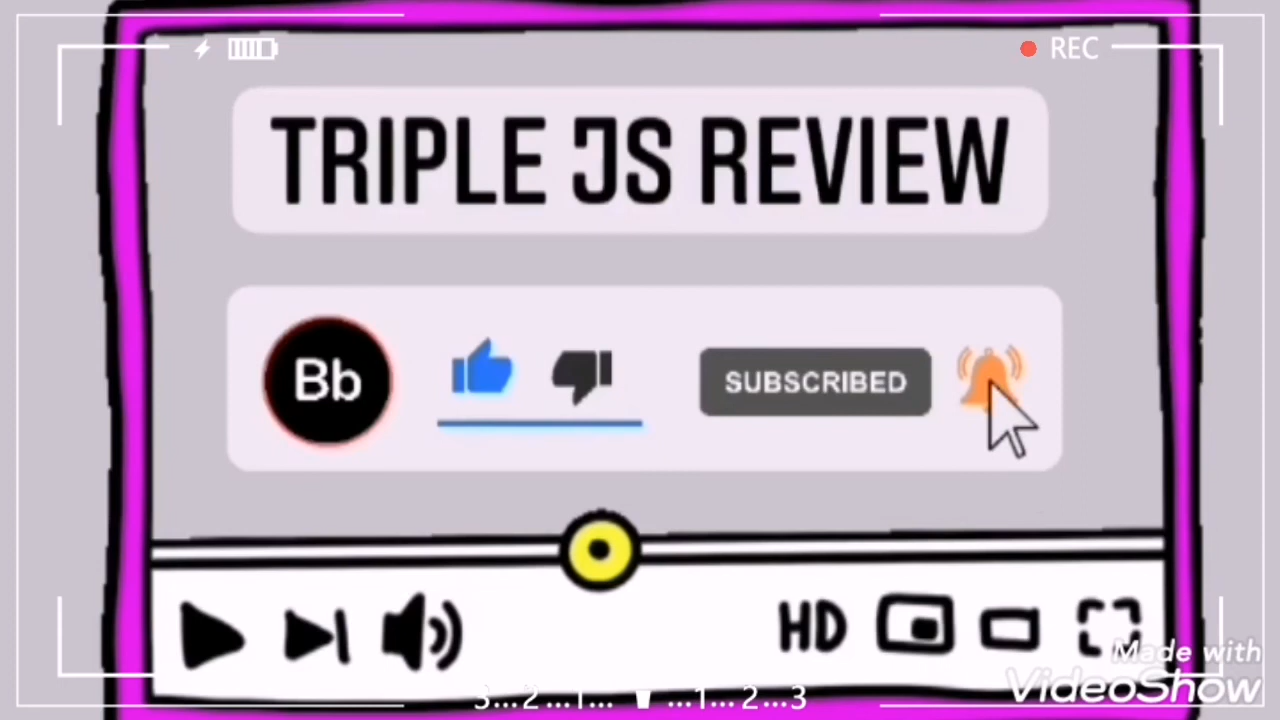 REC
TRIPLE JS REVIEW
Bb
SUBSCRIBED
HD
Made with
VideoShow
3...2...1... ...1...2...3